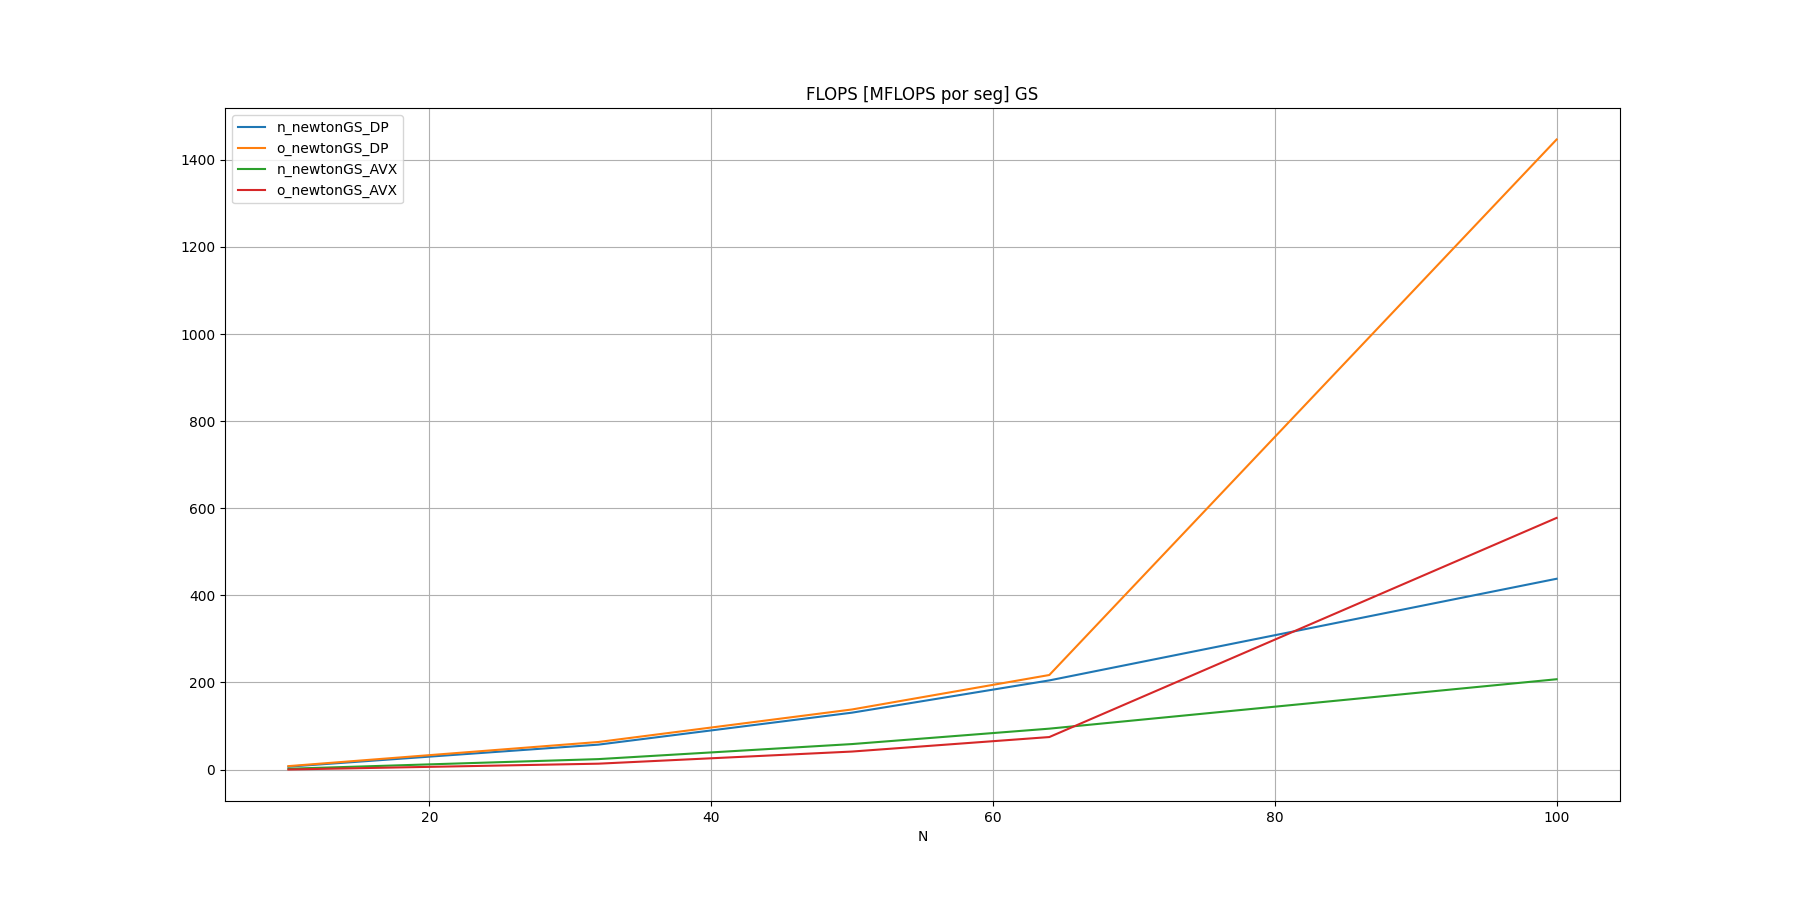 FLOPS [MFLOPS por seg] GS
n_newtonGS_DP
o_newtonGS_DP
n_newtonGS_AVX
o_newtonGS_AVX
1400
1200
1000
800
600
400
200
0
20 40 60 80 100
N